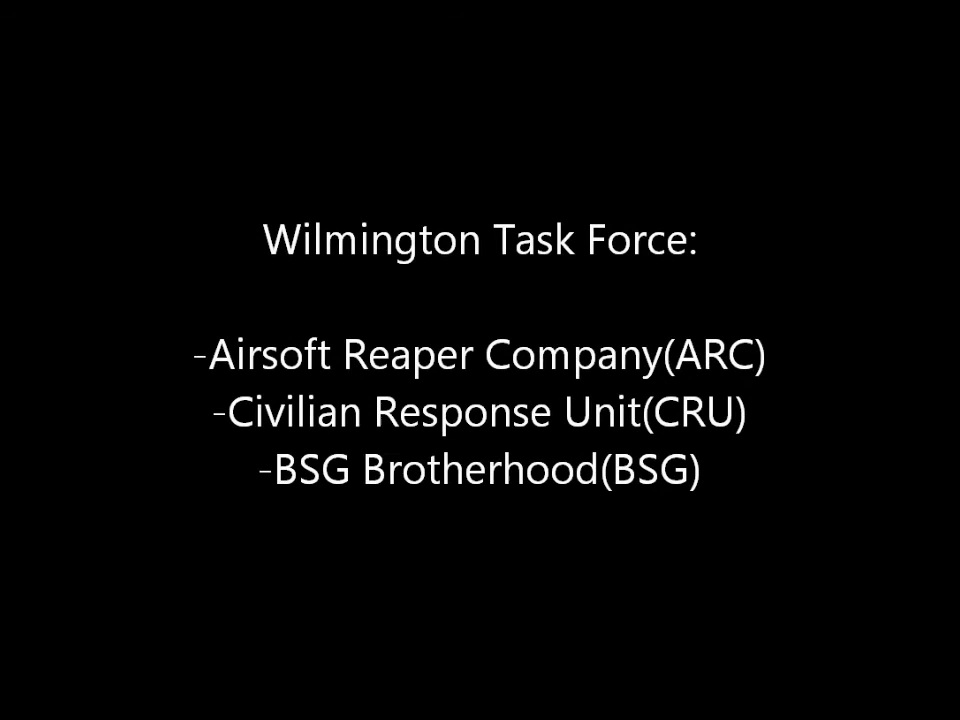 Wilmington Task Force:
-Airsoft Reaper Company(ARC)
-Civilian Response Unit(CRU)
-BSG Brotherhood(BSG)